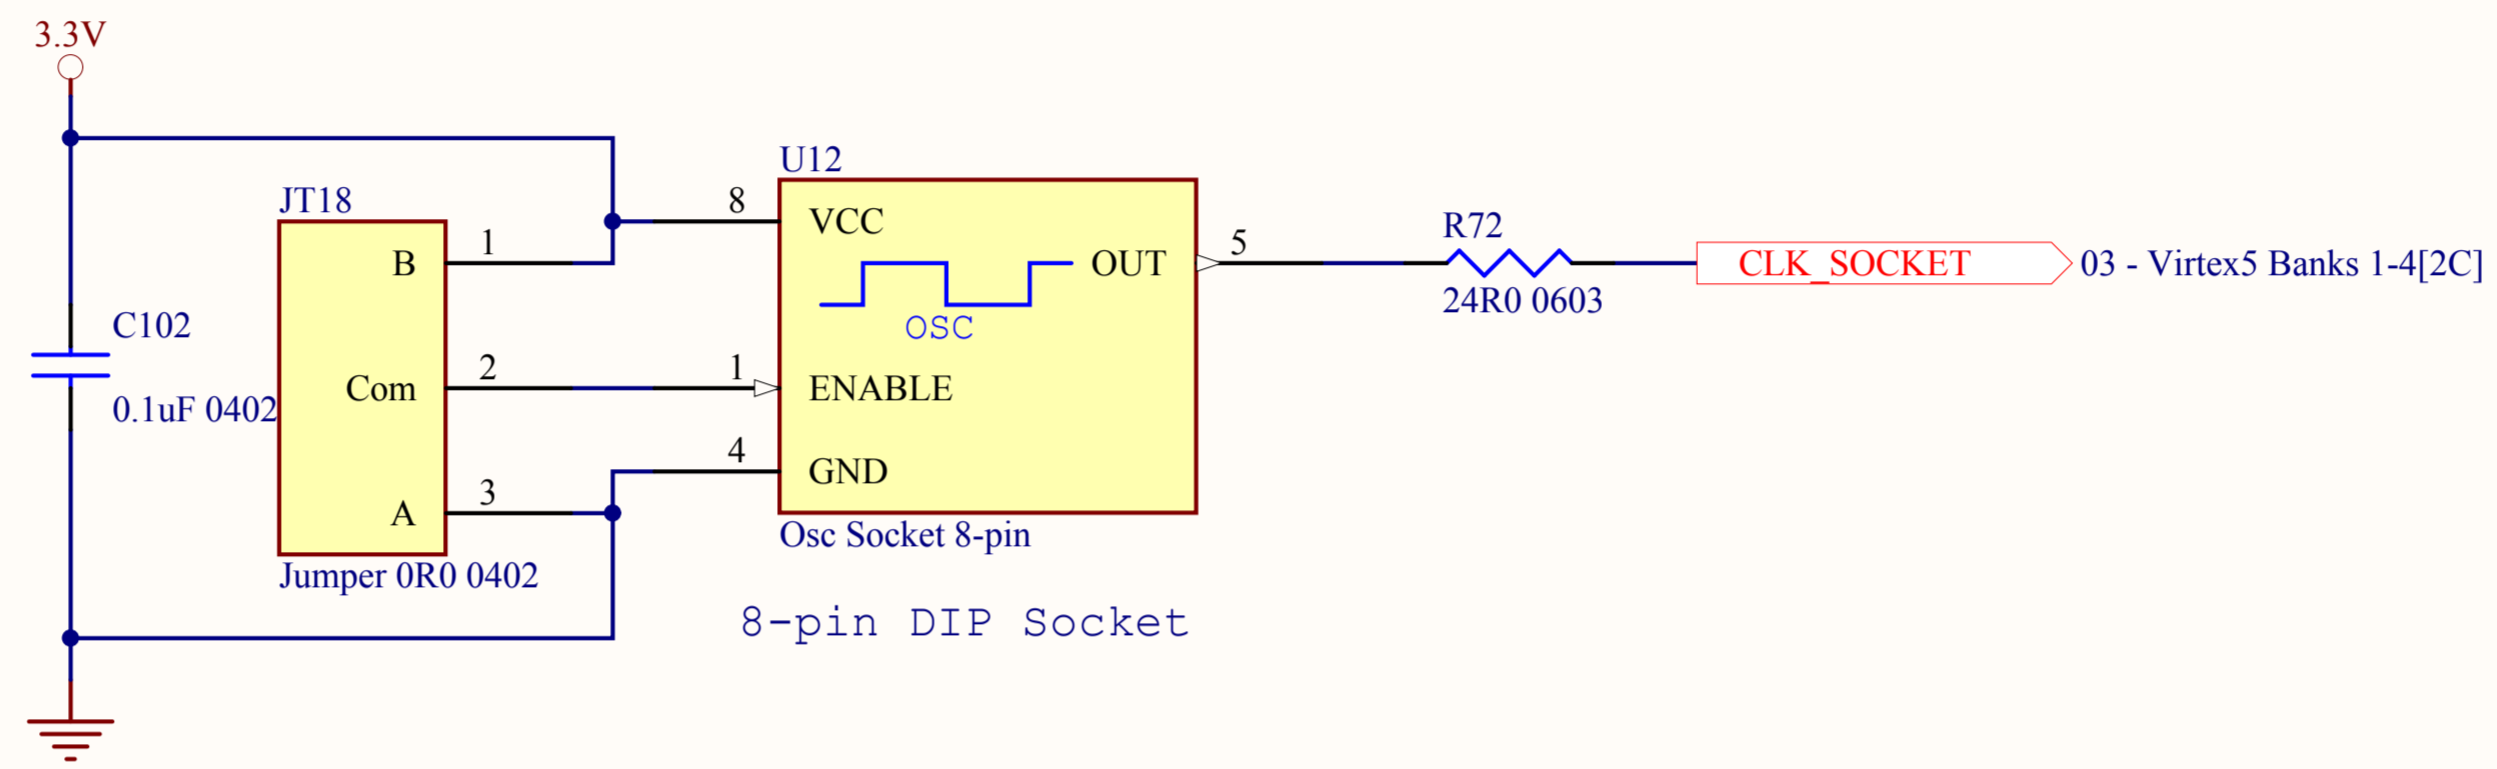 3.3V
C102
0.1uF 0402
JT18
B
1
Com
2
A
3
Jumper 0R0 0402
U12
8
VCC
OSC
OUT
5
1
ENABLE
4
GND
Osc Socket 8-pin
8-pin DIP Socket
R72
24R0 0603
CLK_SOCKET
03 - Virtex5 Banks 1-4[2C]